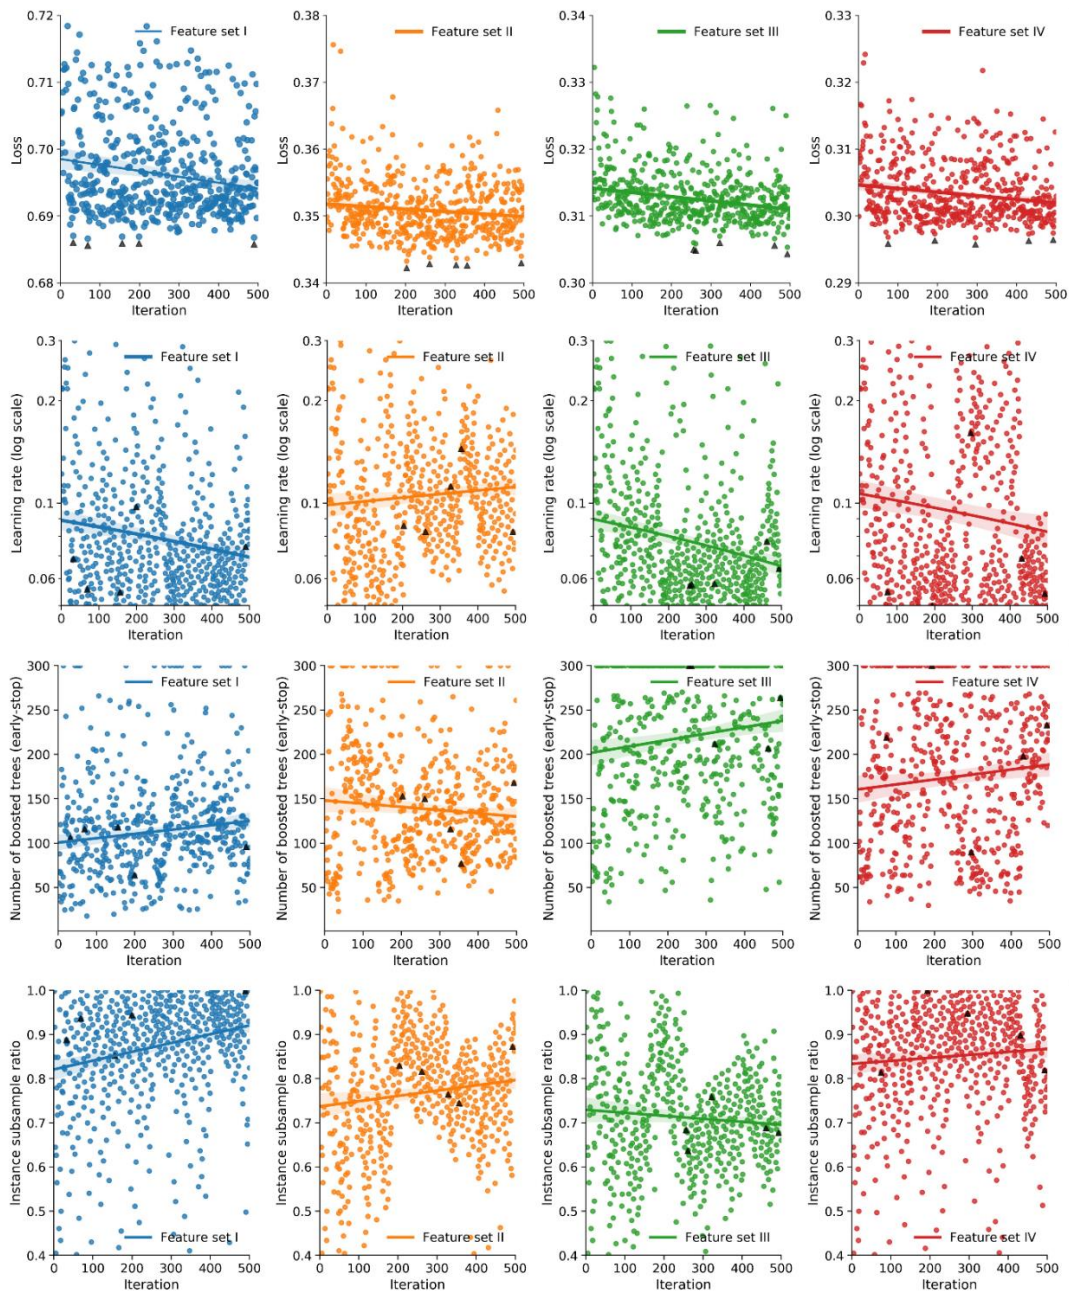 0.72
0.71
0.70
0.69
0.68
Loss
Feature set I
0 100 200 300 400 500
Iteration
0.38
0.37
0.36
0.35
0.34
Loss
Feature set II
0 100 200 300 400 500
Iteration
0.34
0.33
0.32
0.31
0.30
Loss
Feature set III
0 100 200 300 400 500
Iteration
0.33
0.32
0.31
0.30
0.29
Loss
Feature set IV
0 100 200 300 400 500
Iteration
0.3
0.2
0.1
0.06
Learning rate (log scale)
Feature set I
0 100 200 300 400 500
Iteration
0.3
0.2
0.1
0.06
Learning rate (log scale)
Feature set II
0 100 200 300 400 500
Iteration
0.3
0.2
0.1
0.06
Learning rate (log scale)
Feature set III
0 100 200 300 400 500
Iteration
0.3
0.2
0.1
0.06
Learning rate (log scale)
Feature set IV
0 100 200 300 400 500
Iteration
300
250
200
150
100
50
Number of boosted trees (early-stop)
Feature set I
0 100 200 300 400 500
Iteration
300
250
200
150
100
50
Number of boosted trees (early-stop)
Feature set II
0 100 200 300 400 500
Iteration
300
250
200
150
100
50
Number of boosted trees (early-stop)
Feature set III
0 100 200 300 400 500
Iteration
300
250
200
150
100
50
Number of boosted trees (early-stop)
Feature set IV
0 100 200 300 400 500
Iteration
1.0
0.9
0.8
0.7
0.6
0.5
0.4
Instance subsample ratio
Feature set I
0 100 200 300 400 500
Iteration
1.0
0.9
0.8
0.7
0.6
0.5
0.4
Instance subsample ratio
Feature set II
0 100 200 300 400 500
Iteration
1.0
0.9
0.8
0.7
0.6
0.5
0.4
Instance subsample ratio
Feature set III
0 100 200 300 400 500
Iteration
1.0
0.9
0.8
0.7
0.6
0.5
0.4
Instance subsample ratio
Feature set IV
0 100 200 300 400 500
Iteration